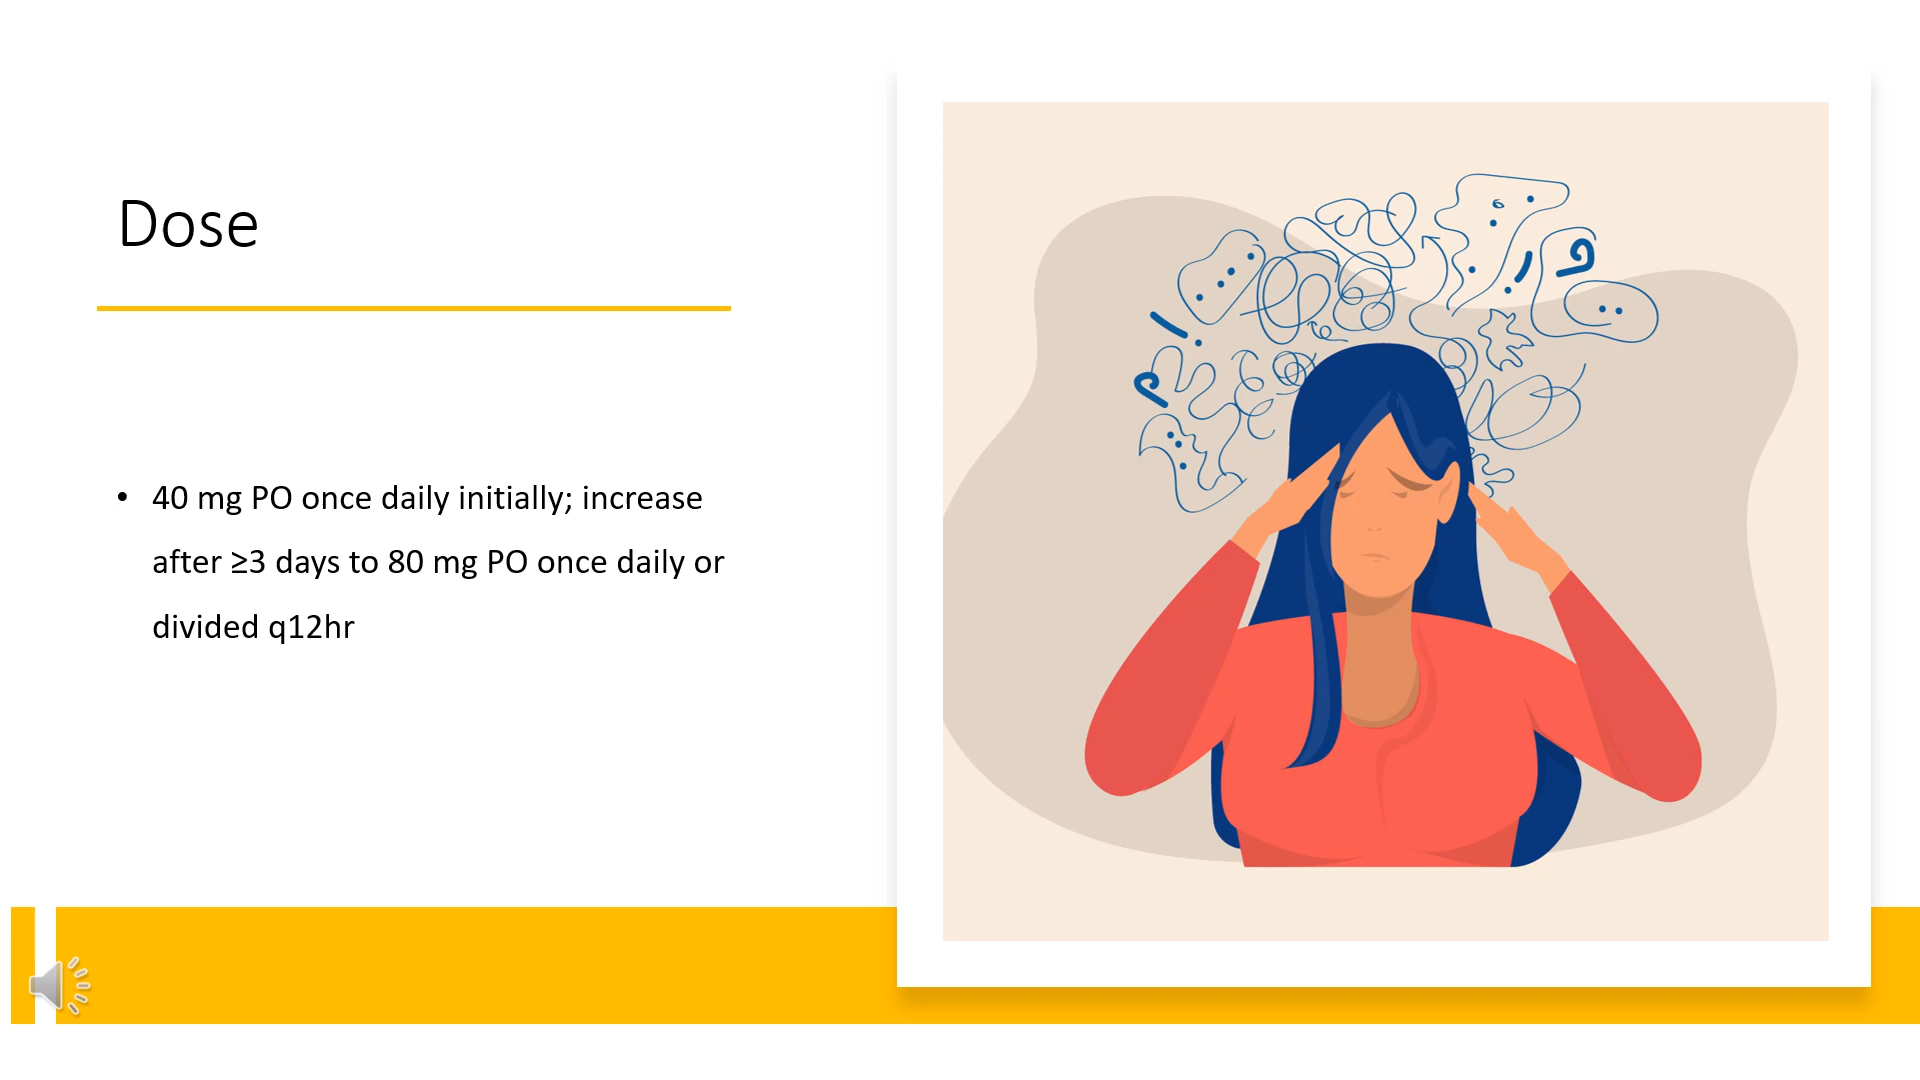 Dose
• 40 mg PO once daily initially; increase
after ≥3 days to 80 mg PO once daily or
divided q12hr